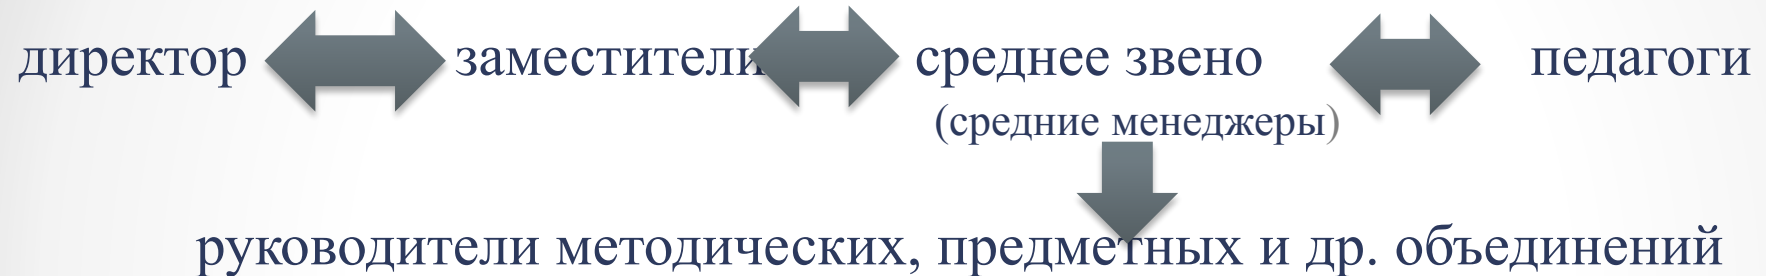 директор заместители среднее звено педагоги
(средние менеджеры)
руководители методических, предметных и др. объединений